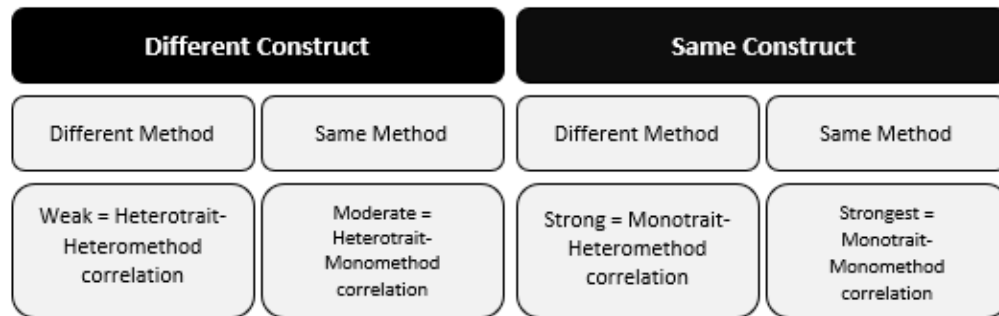 Different Construct
Same Construct
Different Method
Same Method
Different Method
Same Method
Weak = Heterotrait-
Heteromethod
correlation
Moderate =
Heterotrait-
Monomethod
correlation
Strong = Monotrait-
Heteromethod
correlation
Strongest =
Monotrait-
Monomethod
correlation